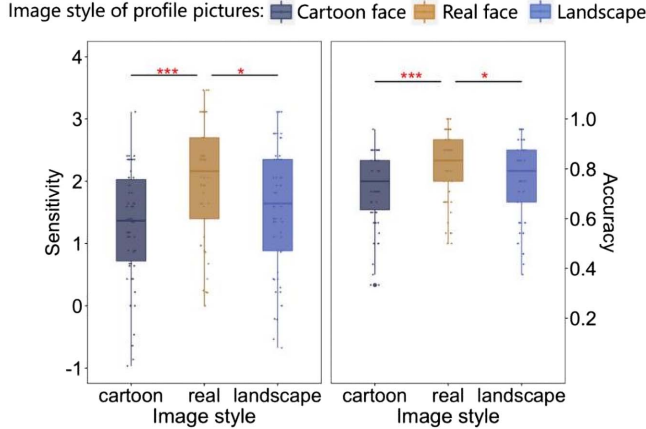 Image style of profile pictures: Cartoon face Real face Landscape
4
3
2
1
0
-1
Sensitivity
*** *
cartoon real landscape
Image style
*** *
1.0
0.8
0.6
0.4
0.2
Accuracy
cartoon real landscape
Image style